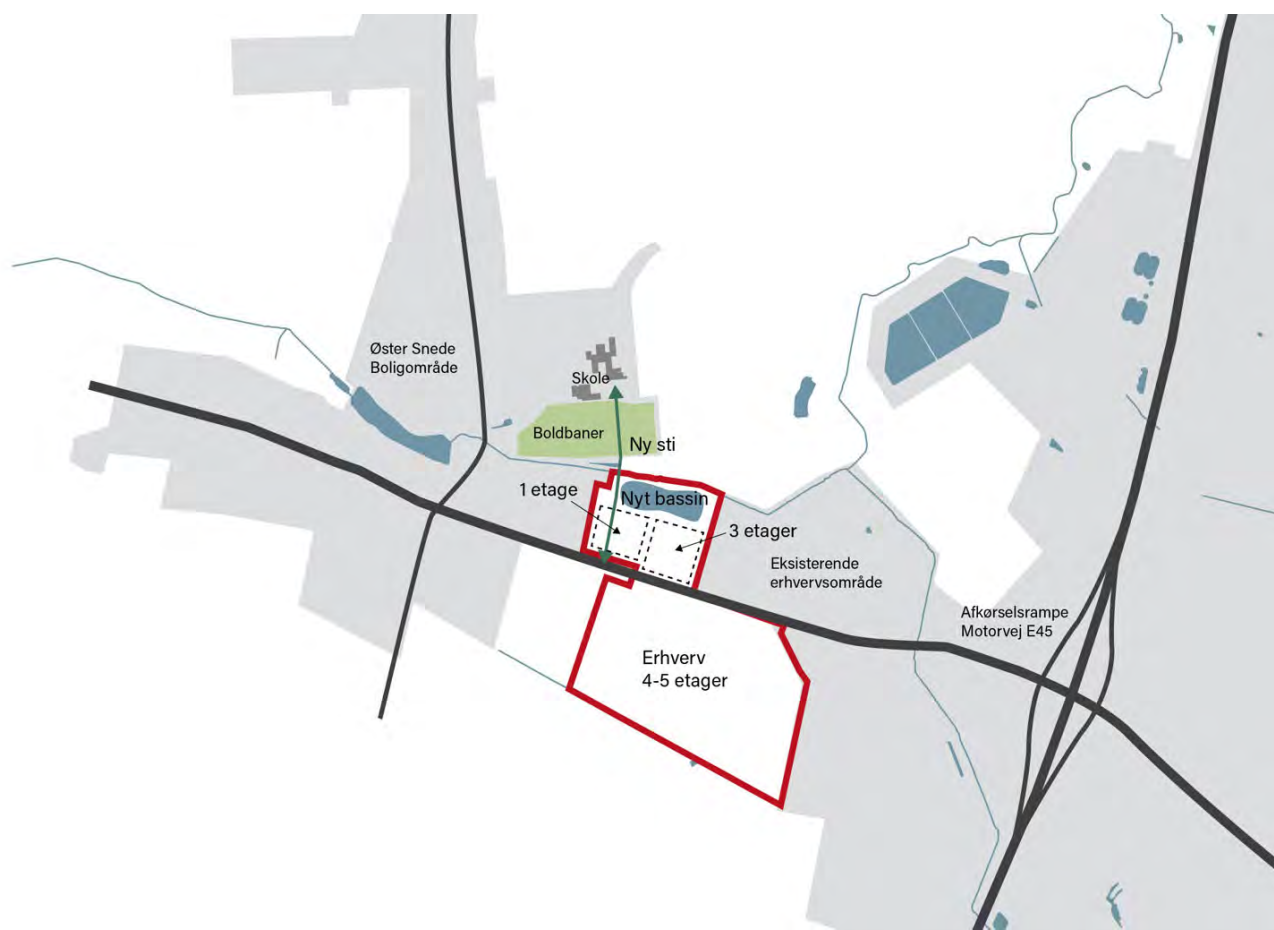 Øster Snede
Boligområde
Skole
Boldbaner
Ny sti
1 etage
Nyt bassin
3 etager
Eksisterende
erhvervsområde
Afkørselsrampe
Motorvej E45
Erhverv
4-5 etager